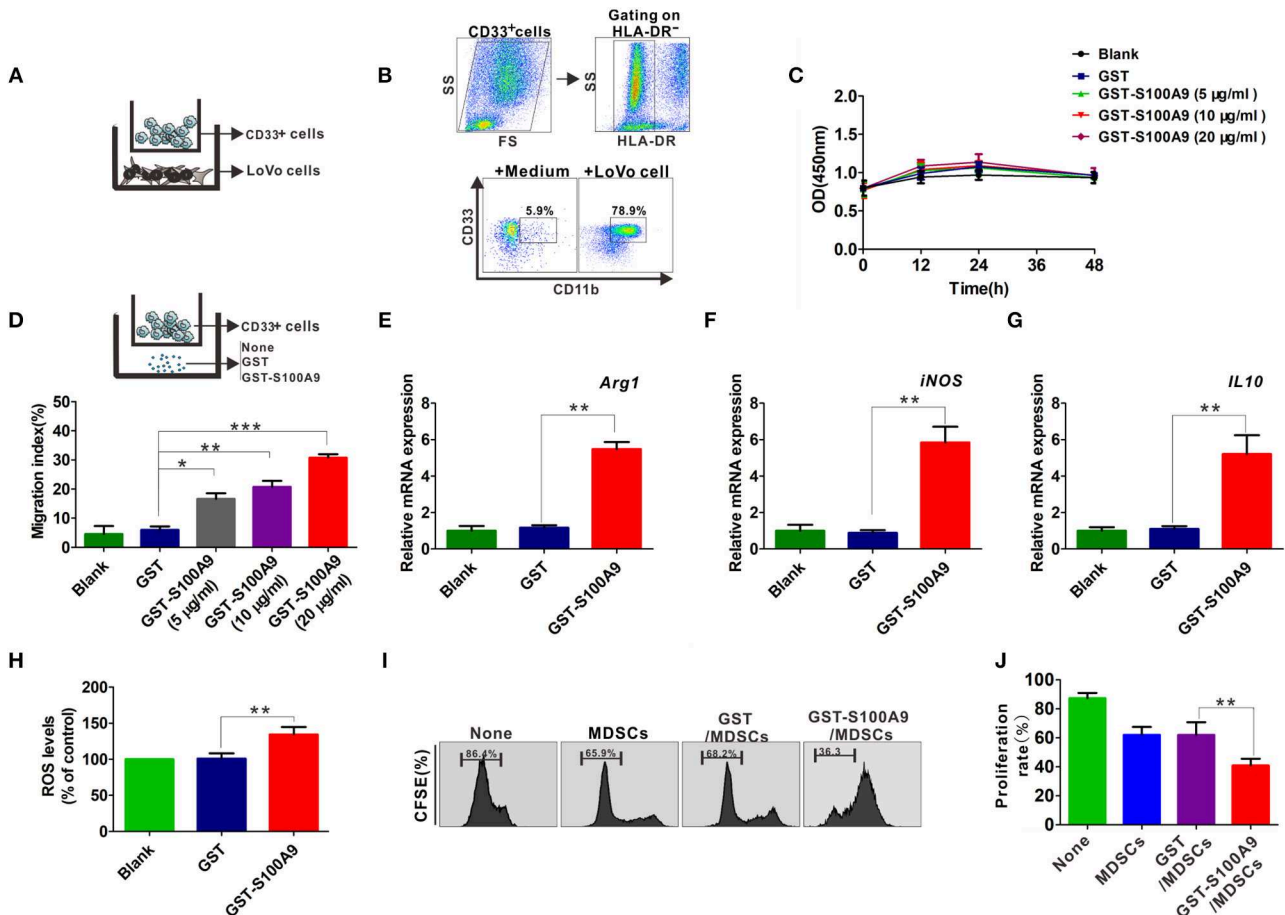 A
CD33+ cells
LoVo cells
B
CD33+cells
SS
FS
Gating on
HLA-DR−
SS
HLA-DR
+Medium
+LoVo cell
5.9%
78.9%
CD33
CD11b
C
Blank
GST
GST-S100A9 (5 µg/ml )
GST-S100A9 (10 µg/ml )
GST-S100A9 (20 µg/ml )
OD(450nm)
2.0
1.5
1.0
0.5
0.0
0 12 24 36 48
Time(h)
D
CD33+ cells
None
GST
GST-S100A9
Migration index(%)
50
40
30
20
10
0
***
**
*
Blank
GST
GST-S100A9
(5 µg/ml)
GST-S100A9
(10 µg/ml)
GST-S100A9
(20 µg/ml)
E
Arg1
Relative mRNA expression
8
6
4
2
0
**
Blank
GST
GST-S100A9
F
iNOS
Relative mRNA expression
8
6
4
2
0
**
Blank
GST
GST-S100A9
G
IL10
Relative mRNA expression
8
6
4
2
0
**
Blank
GST
GST-S100A9
H
ROS levels
(% of control)
200
150
100
50
0
**
Blank
GST
GST-S100A9
I
CFSE(%)
None
86.4%
MDSCs
65.9%
GST
/MDSCs
68.2%
GST-S100A9
/MDSCs
36.3
J
Proliferation
rate(%)
100
80
60
40
20
0
**
None
MDSCs
GST
/MDSCs
GST-S100A9
/MDSCs